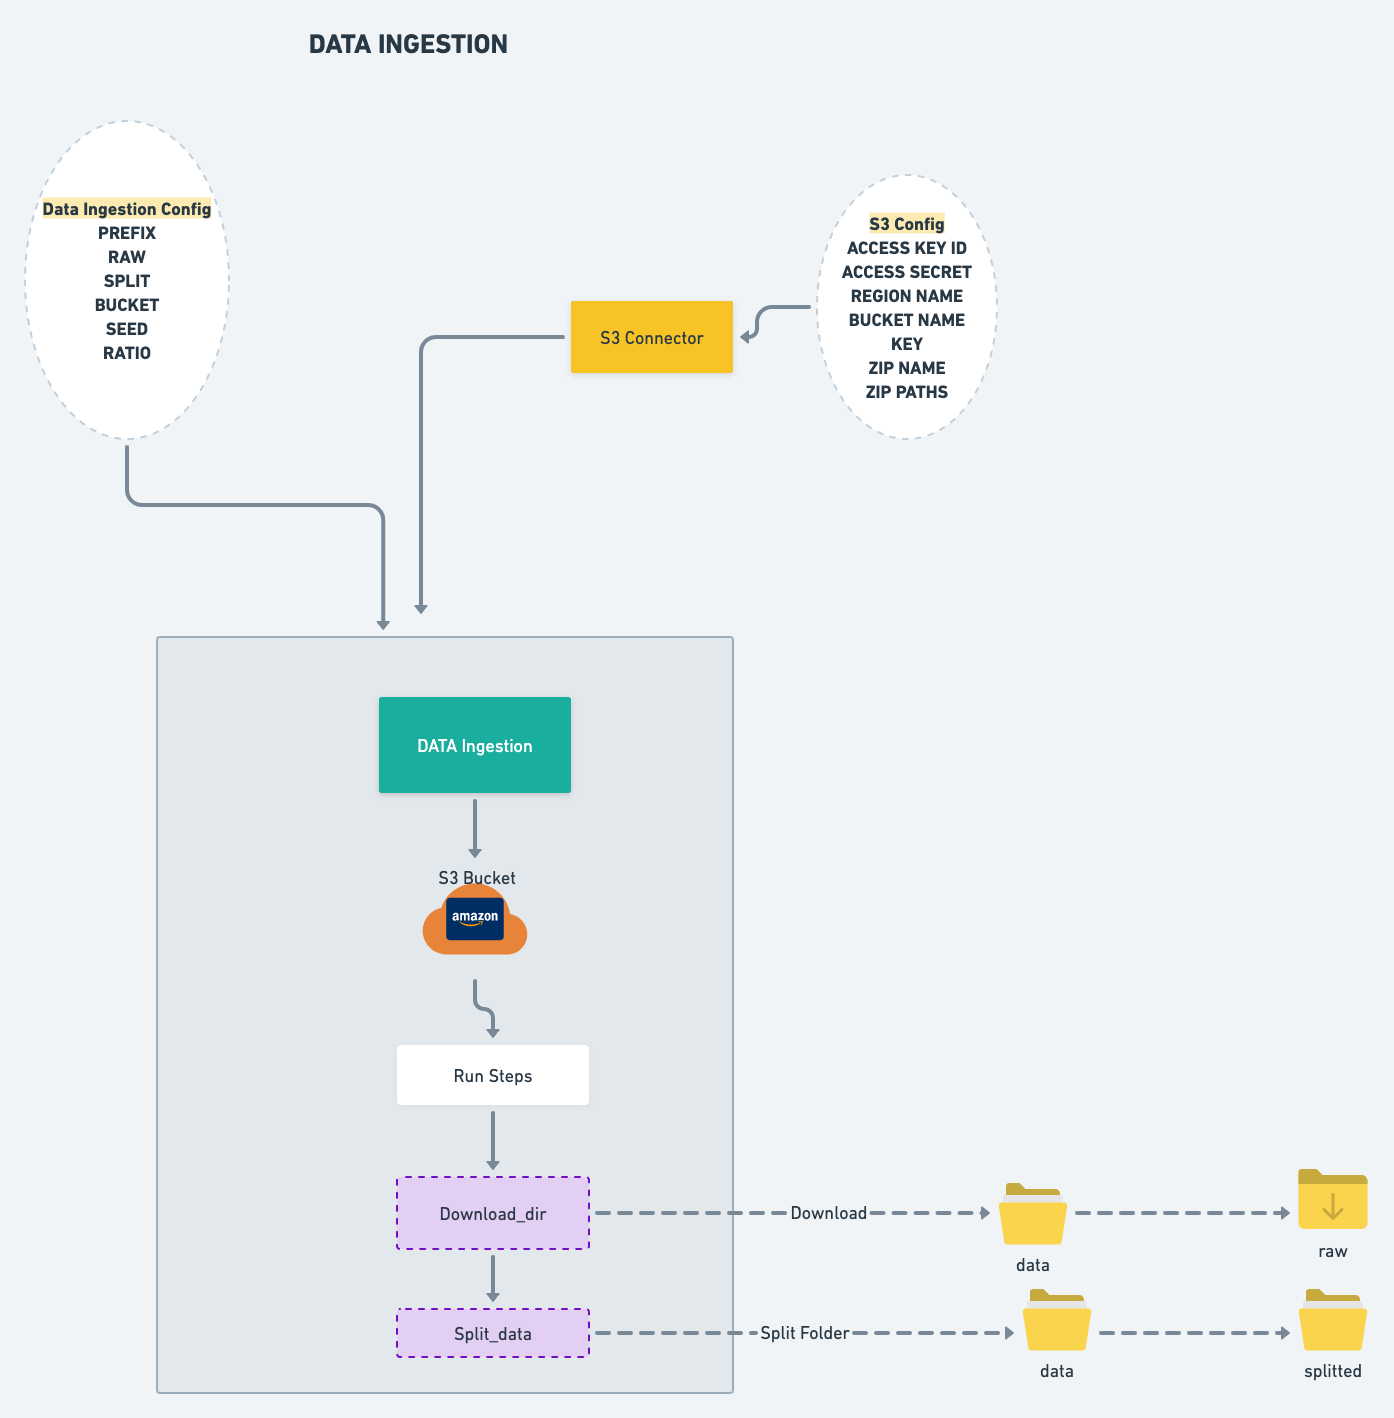 DATA INGESTION
Data Ingestion Config
PREFIX
RAW
SPLIT
BUCKET
SEED
RATIO
S3 Config
ACCESS KEY ID
ACCESS SECRET
REGION NAME
BUCKET NAME
KEY
ZIP NAME
ZIP PATHS
S3 Connector
DATA Ingestion
S3 Bucket
amazon
Run Steps
Download_dir
Download
data
raw
Split_data
Split Folder
data
splitted